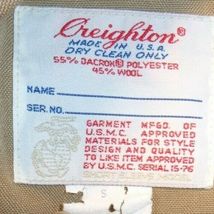 Creighton®
MADE IN U.S.A.
DRY CLEAN ONLY
55% DACRON® POLYESTER
45% WOOL
NAME
SER. NO.
GARMENT MFGD. OF
U.S.M.C. APPROVED
MATERIALS FOR STYLE
DESIGN AND QUALITY
TO LIKE ITEM APPROVED
BY U.S.M.C. SERIAL 15-76
S